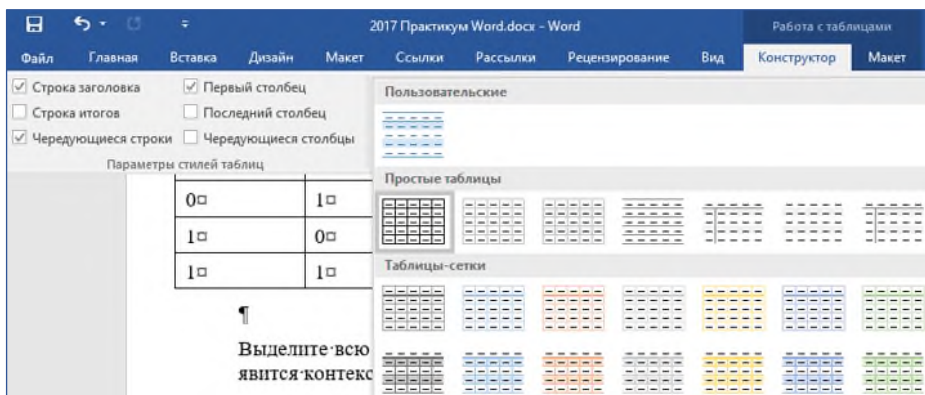 2017 Практикум Word.docx - Word
Работа с таблицами
Файл Главная Вставка Дизайн Макет Ссылки Рассылки Рецензирование Вид Конструктор Макет
Строка заголовка Первый столбец
Строка итогов Последний столбец
Чередующиеся строки Чередующиеся столбцы
Параметры стилей таблиц
Пользовательские
Простые таблицы
Таблицы-сетки
0¤ 1¤
1¤ 0¤
1¤ 1¤
¶
Выделите·всю
явится·контекс